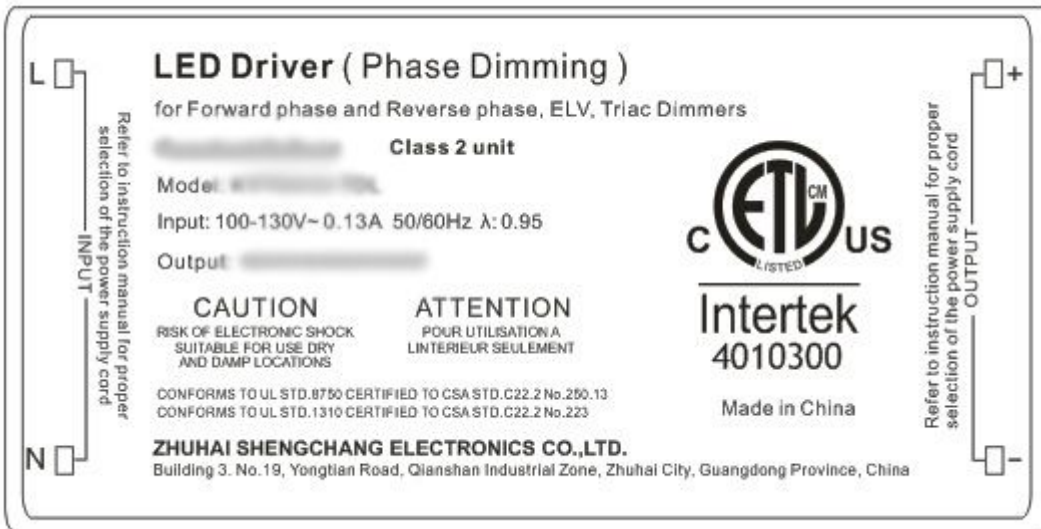 LED Driver ( Phase Dimming )
for Forward phase and Reverse phase, ELV, Triac Dimmers
Class 2 unit
Model:
Input: 100-130V~ 0.13A 50/60Hz λ: 0.95
Output:
CAUTION
RISK OF ELECTRONIC SHOCK
SUITABLE FOR USE DRY
AND DAMP LOCATIONS
ATTENTION
POUR UTILISATION A
LINTERIEUR SEULEMENT
CONFORMS TO UL STD.8750 CERTIFIED TO CSA STD.C22.2 No.250.13
CONFORMS TO UL STD.1310 CERTIFIED TO CSA STD.C22.2 No.223
ZHUHAI SHENGCHANG ELECTRONICS CO.,LTD.
Building 3. No.19, Yongtian Road, Qianshan Industrial Zone, Zhuhai City, Guangdong Province, China
L
N
INPUT
Refer to instruction manual for proper
selection of the power supply cord
ETL CM
C US
LISTED
Intertek
4010300
Made in China
Refer to instruction manual for proper
selection of the power supply cord
OUTPUT
+
-